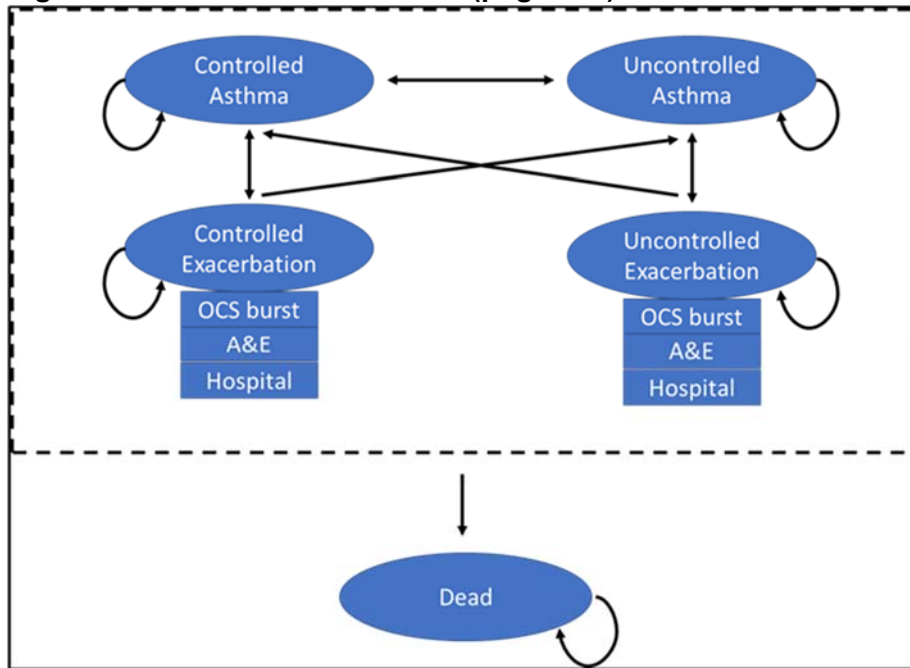 Controlled
Asthma
Uncontrolled
Asthma
Controlled
Exacerbation
Uncontrolled
Exacerbation
OCS burst
A&E
Hospital
OCS burst
A&E
Hospital
Dead